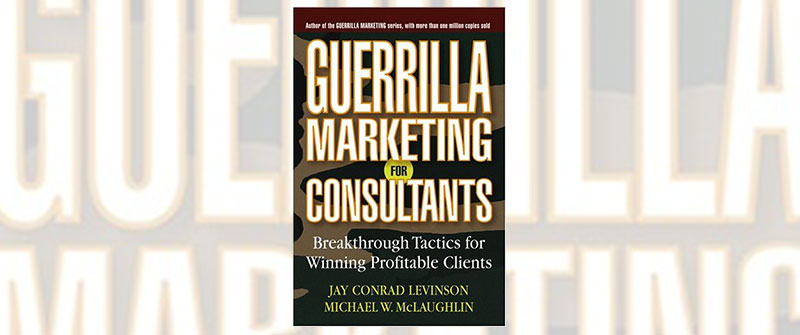 Author of the GUERRILLA MARKETING series, with more than one million copies sold
GUERRILLA
MARKETING
FOR
CONSULTANTS
Breakthrough Tactics for
Winning Profitable Clients
JAY CONRAD LEVINSON
MICHAEL W. McLAUGHLIN